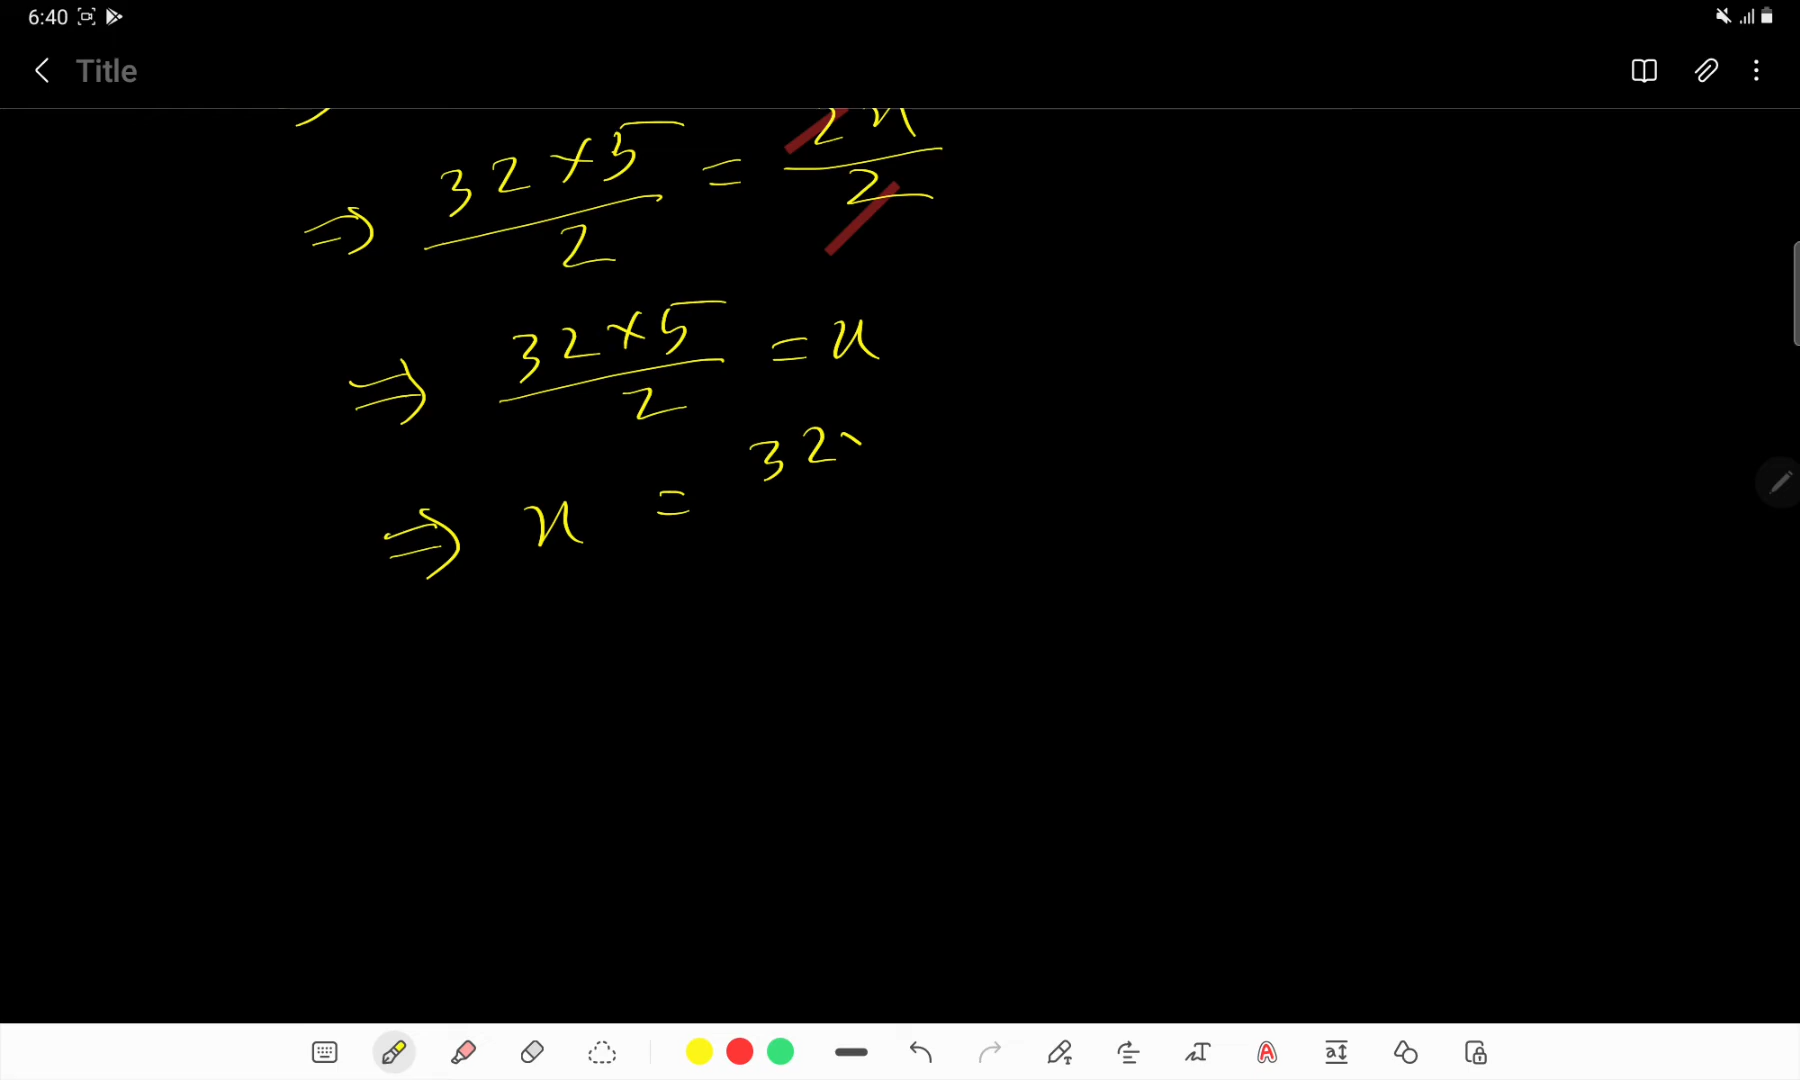 6:40
Title
⇒ 32×5/2 = 2x/2
⇒ 32×5/2 = x
⇒ x = 32